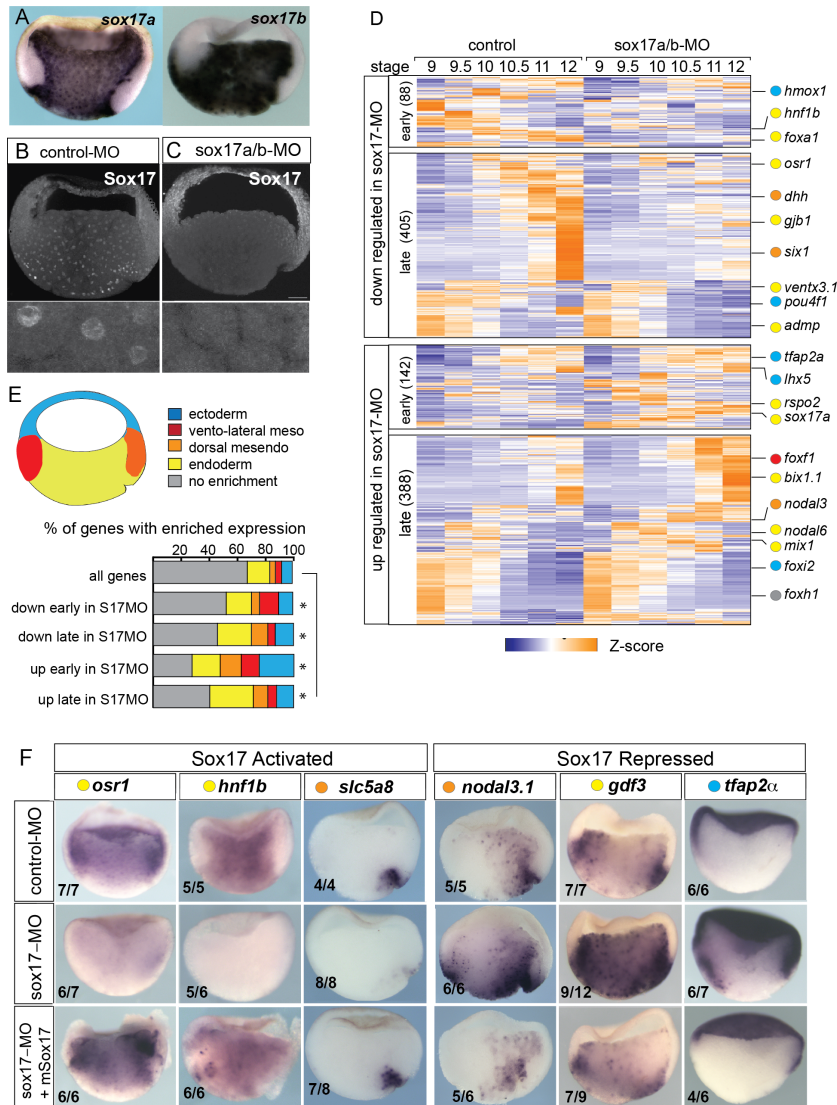 A
sox17a
sox17b
B
control-MO
C
sox17a/b-MO
Sox17
Sox17
D
control
sox17a/b-MO
stage 9 9.5 10 10.5 11 12 9 9.5 10 10.5 11 12
down regulated in sox17-MO
early (88)
late (405)
hmox1
hnf1b
foxa1
osr1
dhh
gjb1
six1
ventx3.1
pou4f1
admp
up regulated in sox17-MO
early (142)
late (388)
tfap2a
lhx5
rspo2
sox17a
foxf1
bix1.1
nodal3
nodal6
mix1
foxi2
foxh1
Z-score
E
ectoderm
vento-lateral meso
dorsal mesendo
endoderm
no enrichment
% of genes with enriched expression
20 40 60 80 100
all genes
down early in S17MO *
down late in S17MO *
up early in S17MO *
up late in S17MO *
F
Sox17 Activated
Sox17 Repressed
osr1 hnf1b slc5a8 nodal3.1 gdf3 tfap2α
control-MO
7/7 5/5 4/4 5/5 7/7 6/6
sox17–MO
6/7 5/6 8/8 6/6 9/12 6/7
sox17–MO
+ mSox17
6/6 6/6 7/8 5/6 7/9 4/6